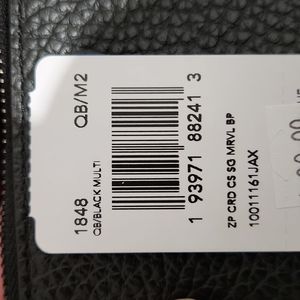 1848 QB/M2
QB/BLACK MULTI
1 93971 88241 3
ZP CRD CS SG MRVL BP
10011161JAX